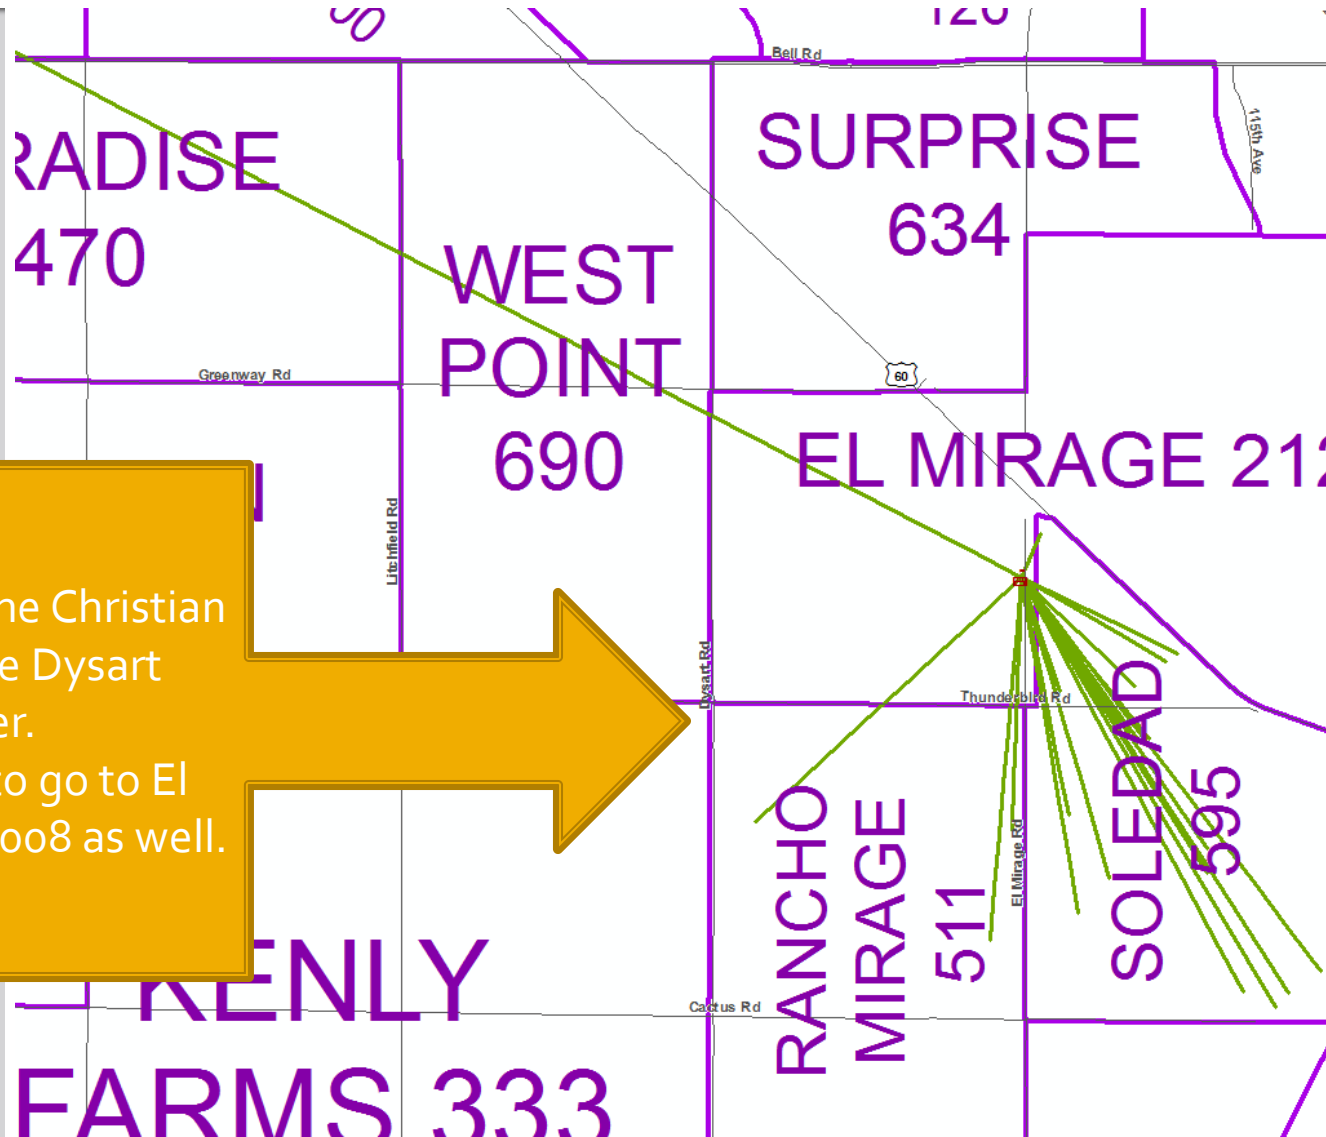 Bell Rd
115th Ave
RADISE
470
SURPRISE
634
WEST
POINT
690
Greenway Rd
60
EL MIRAGE 212
Litchfield Rd
ne Christian
e Dysart
er.
to go to El
008 as well.
Dysart Rd
Thunderbird Rd
RANCHO
MIRAGE
511
El Mirage Rd
SOLEDAD
595
KENLY
FARMS 333
Cactus Rd